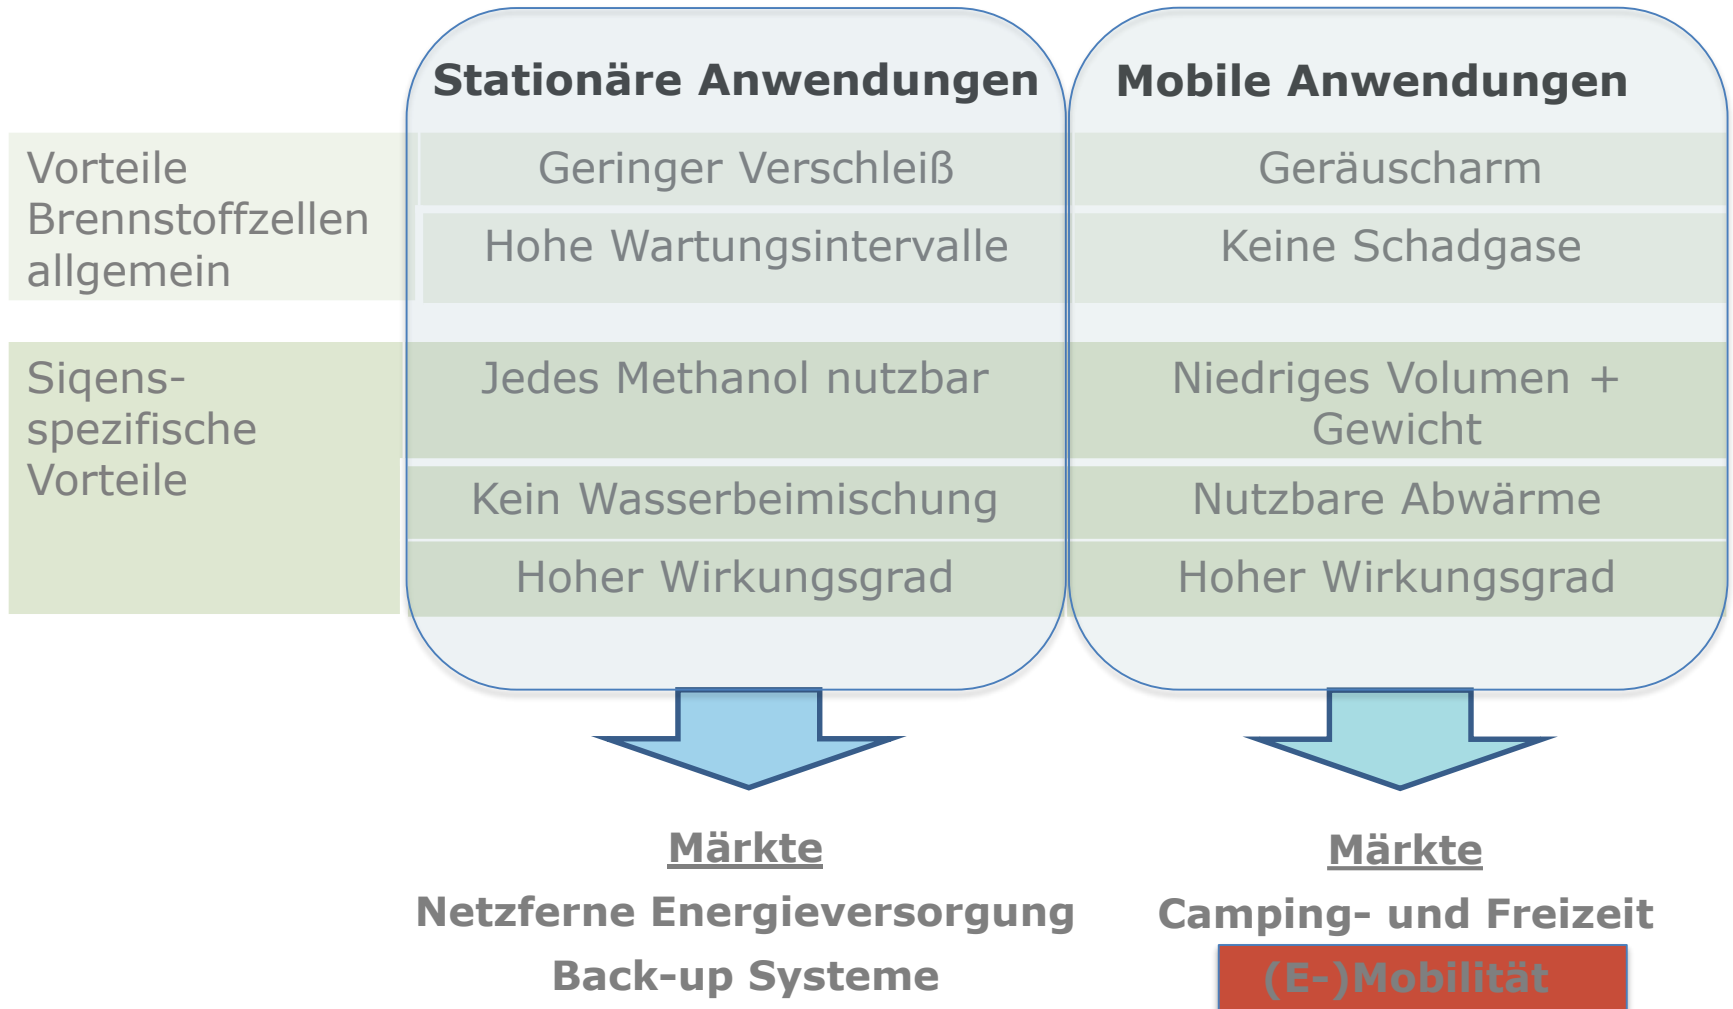 Stationäre Anwendungen
Mobile Anwendungen
Vorteile
Brennstoffzellen
allgemein
Geringer Verschleiß
Geräuscharm
Hohe Wartungsintervalle
Keine Schadgase
Siqens-
spezifische
Vorteile
Jedes Methanol nutzbar
Niedriges Volumen +
Gewicht
Kein Wasserbeimischung
Nutzbare Abwärme
Hoher Wirkungsgrad
Hoher Wirkungsgrad
Märkte
Netzferne Energieversorgung
Back-up Systeme
Märkte
Camping- und Freizeit
(E-)Mobilität